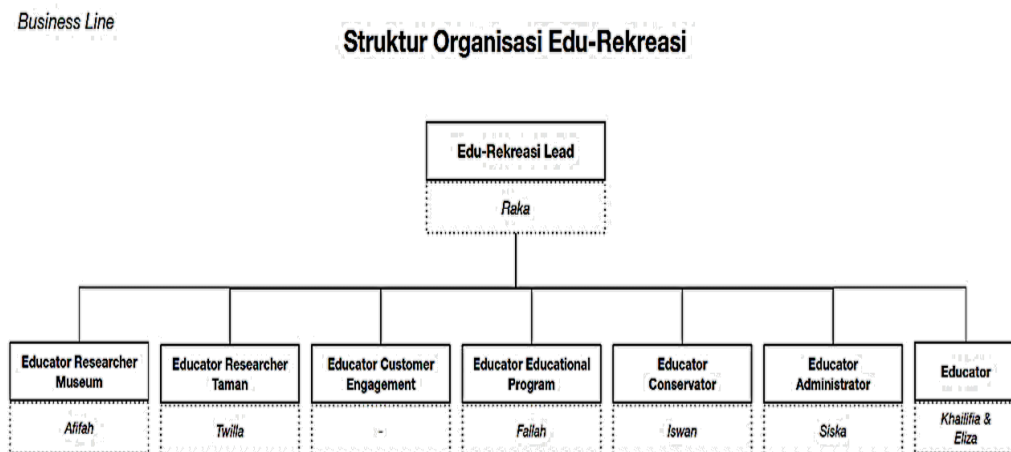 Business Line
Struktur Organisasi Edu-Rekreasi
Edu-Rekreasi Lead
Raka
Educator Researcher
Museum
Afifah
Educator Researcher
Taman
Twilla
Educator Customer
Engagement
-
Educator Educational
Program
Failah
Educator
Conservator
Iswan
Educator
Administrator
Siska
Educator
Khailifia &
Eliza